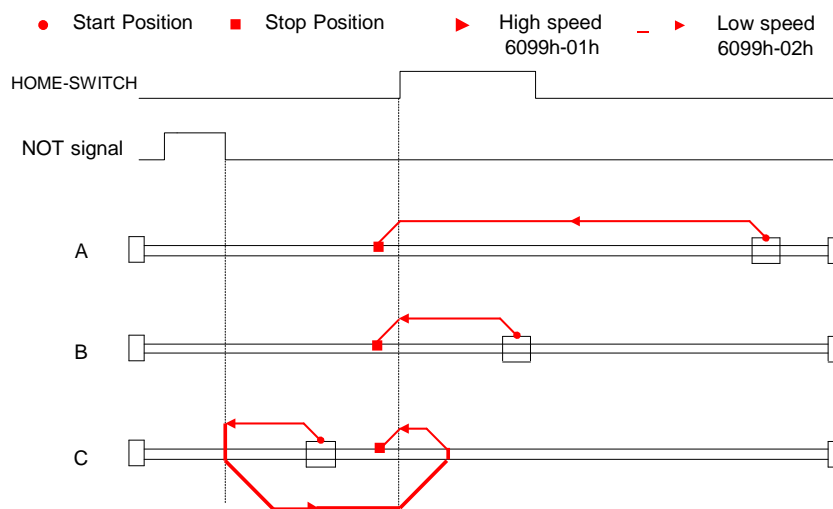 Start Position Stop Position High speed Low speed
6099h-01h 6099h-02h
HOME-SWITCH
NOT signal
A
B
C